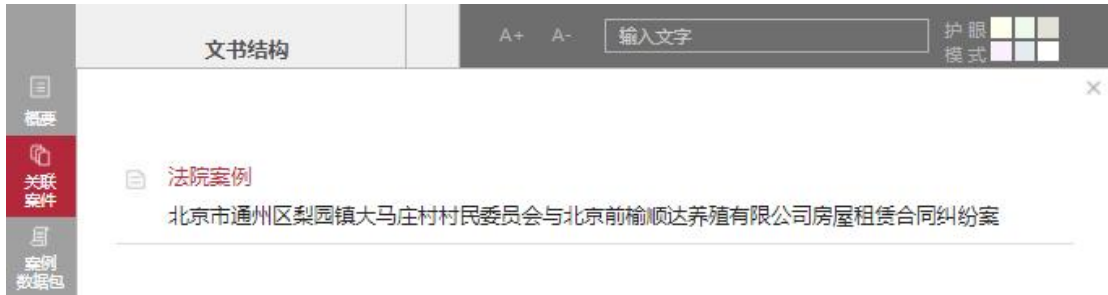 文书结构
A+ A- 输入文字
护眼
模式
概要
关联
案件
案例
数据包
法院案例
北京市通州区梨园镇大马庄村村民委员会与北京前榆顺达养殖有限公司房屋租赁合同纠纷案